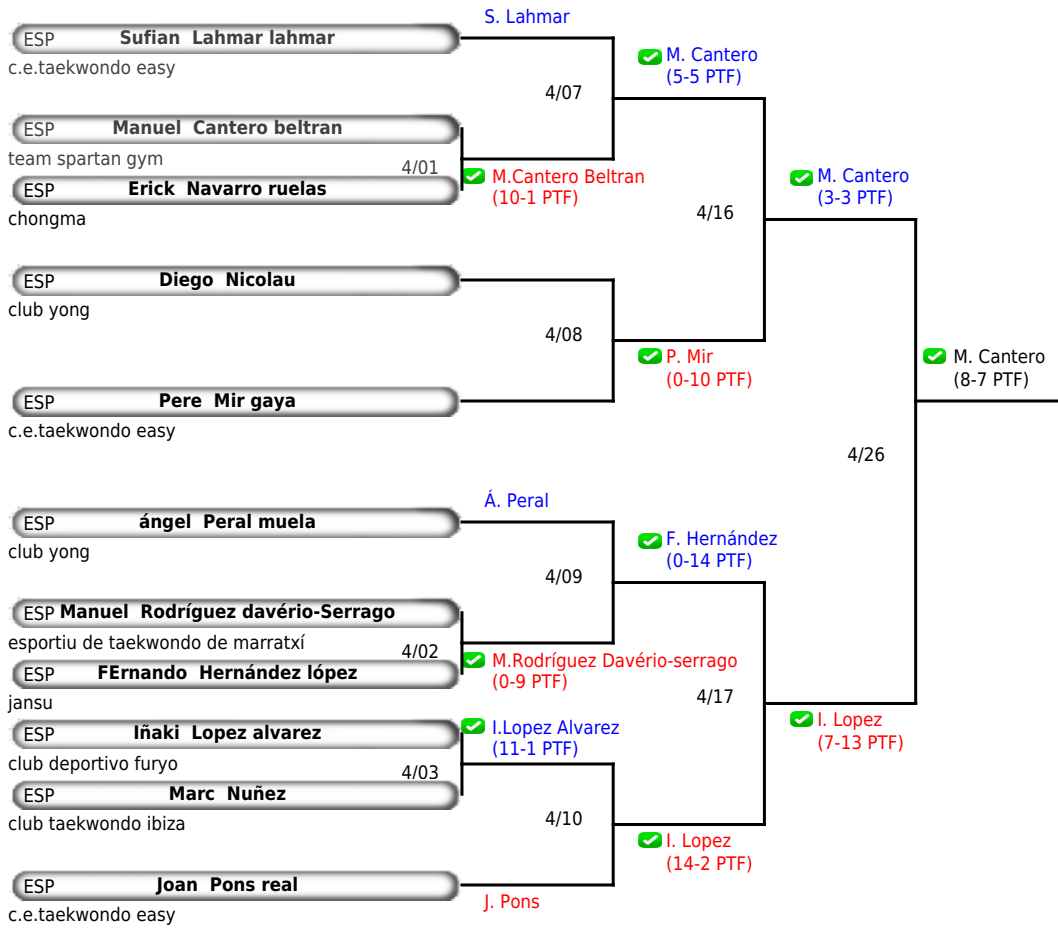 S. Lahmar
ESP Sufian Lahmar lahmar
c.e.taekwondo easy
M. Cantero
(5-5 PTF)
4/07
ESP Manuel Cantero beltran
team spartan gym
4/01
M.Cantero Beltran
(10-1 PTF)
ESP Erick Navarro ruelas
chongma
M. Cantero
(3-3 PTF)
4/16
ESP Diego Nicolau
club yong
4/08
P. Mir
(0-10 PTF)
M. Cantero
(8-7 PTF)
ESP Pere Mir gaya
c.e.taekwondo easy
4/26
Á. Peral
ESP ángel Peral muela
club yong
F. Hernández
(0-14 PTF)
4/09
ESP Manuel Rodríguez davério-Serrago
esportiu de taekwondo de marratxí
4/02
M.Rodríguez Davério-serrago
(0-9 PTF)
ESP FErnando Hernández lópez
jansu
4/17
I. Lopez
(7-13 PTF)
ESP Iñaki Lopez alvarez
I.Lopez Alvarez
(11-1 PTF)
club deportivo furyo
4/03
ESP Marc Nuñez
club taekwondo ibiza
4/10
I. Lopez
(14-2 PTF)
ESP Joan Pons real
J. Pons
c.e.taekwondo easy